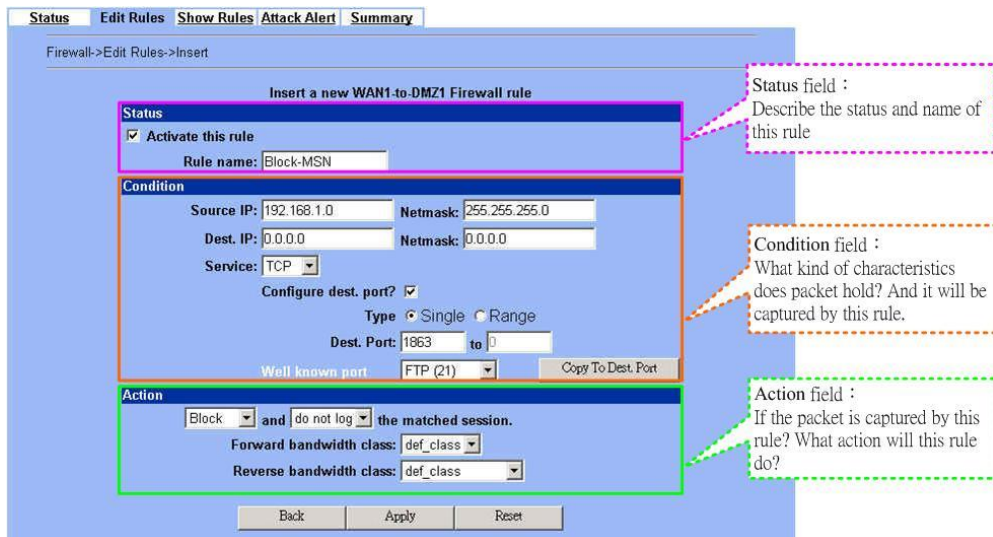 Status Edit Rules Show Rules Attack Alert Summary
Firewall->Edit Rules->Insert
Insert a new WAN1-to-DMZ1 Firewall rule
Status
Activate this rule
Rule name: Block-MSN
Condition
Source IP: 192.168.1.0 Netmask: 255.255.255.0
Dest. IP: 0.0.0.0 Netmask: 0.0.0.0
Service: TCP
Configure dest. port?
Type Single Range
Dest. Port: 1863 to 0
Well known port FTP (21) Copy To Dest. Port
Action
Block and do not log the matched session.
Forward bandwidth class: def_class
Reverse bandwidth class: def_class
Back Apply Reset
Status field：
Describe the status and name of
this rule
Condition field：
What kind of characteristics
does packet hold? And it will be
captured by this rule.
Action field：
If the packet is captured by this
rule? What action will this rule
do?